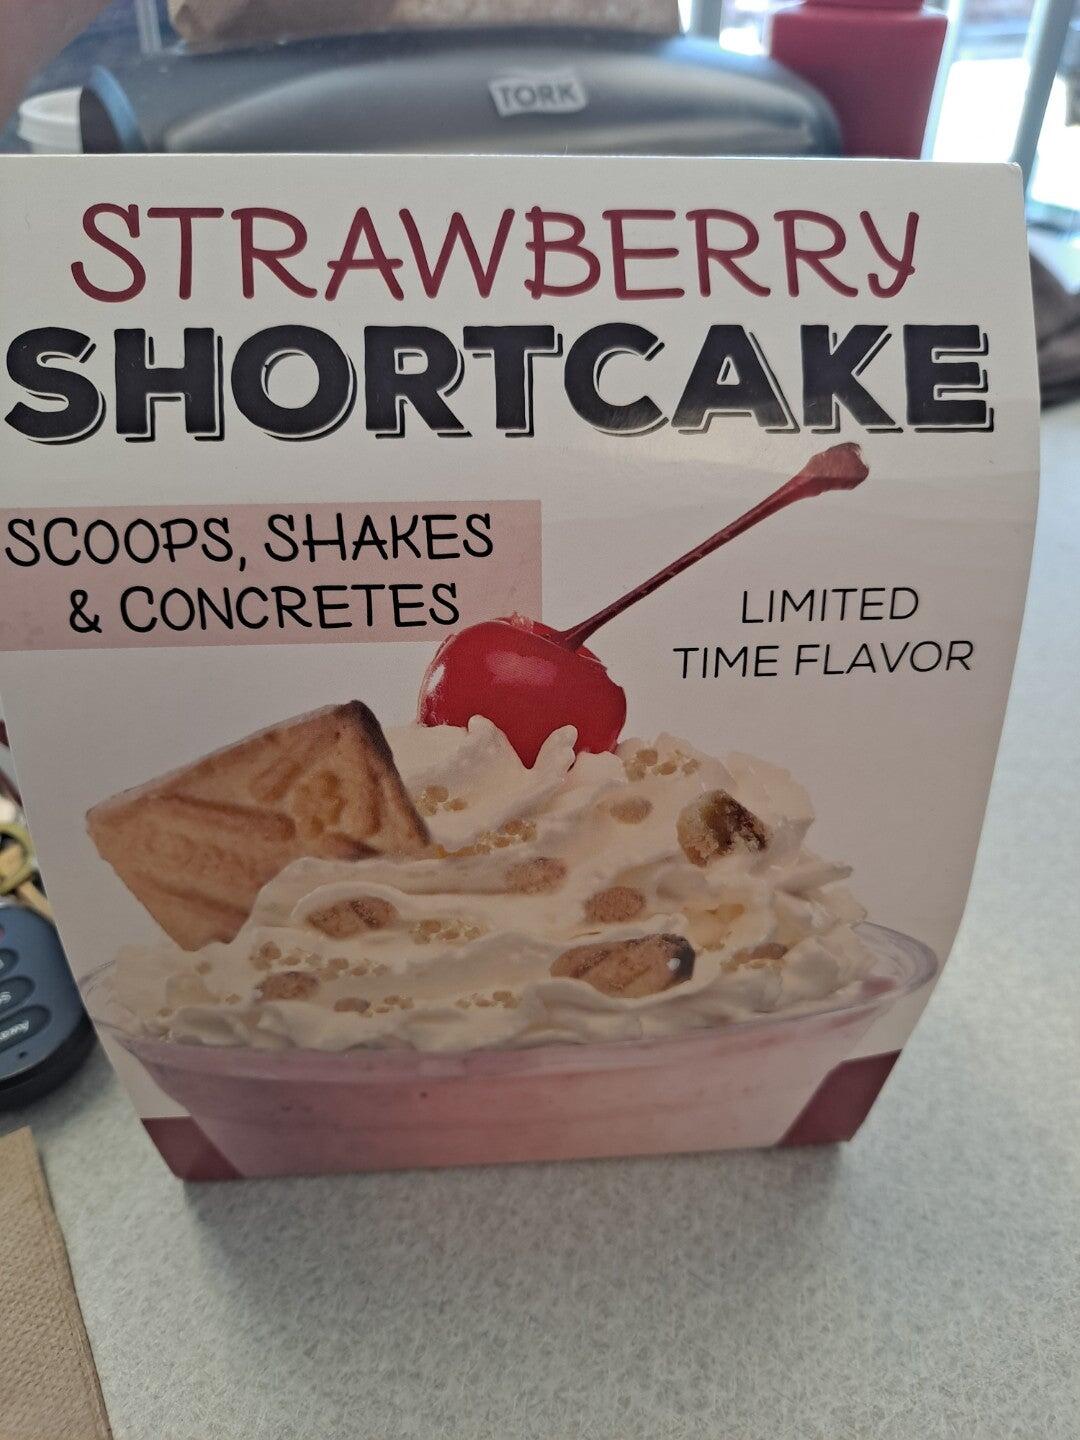 TORK
STRAWBERRY
SHORTCAKE
SCOOPS, SHAKES
& CONCRETES
LIMITED
TIME FLAVOR